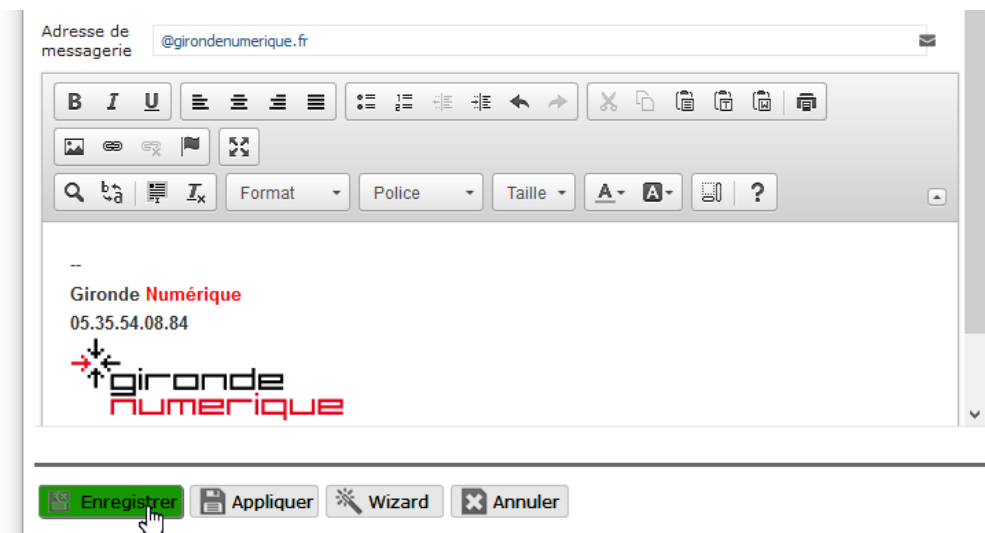 Adresse de
messagerie
@girondenumerique.fr
B I U
Format Police Taille A A ?
--
Gironde Numérique
05.35.54.08.84
gironde
numerique
Enregistrer Appliquer Wizard Annuler